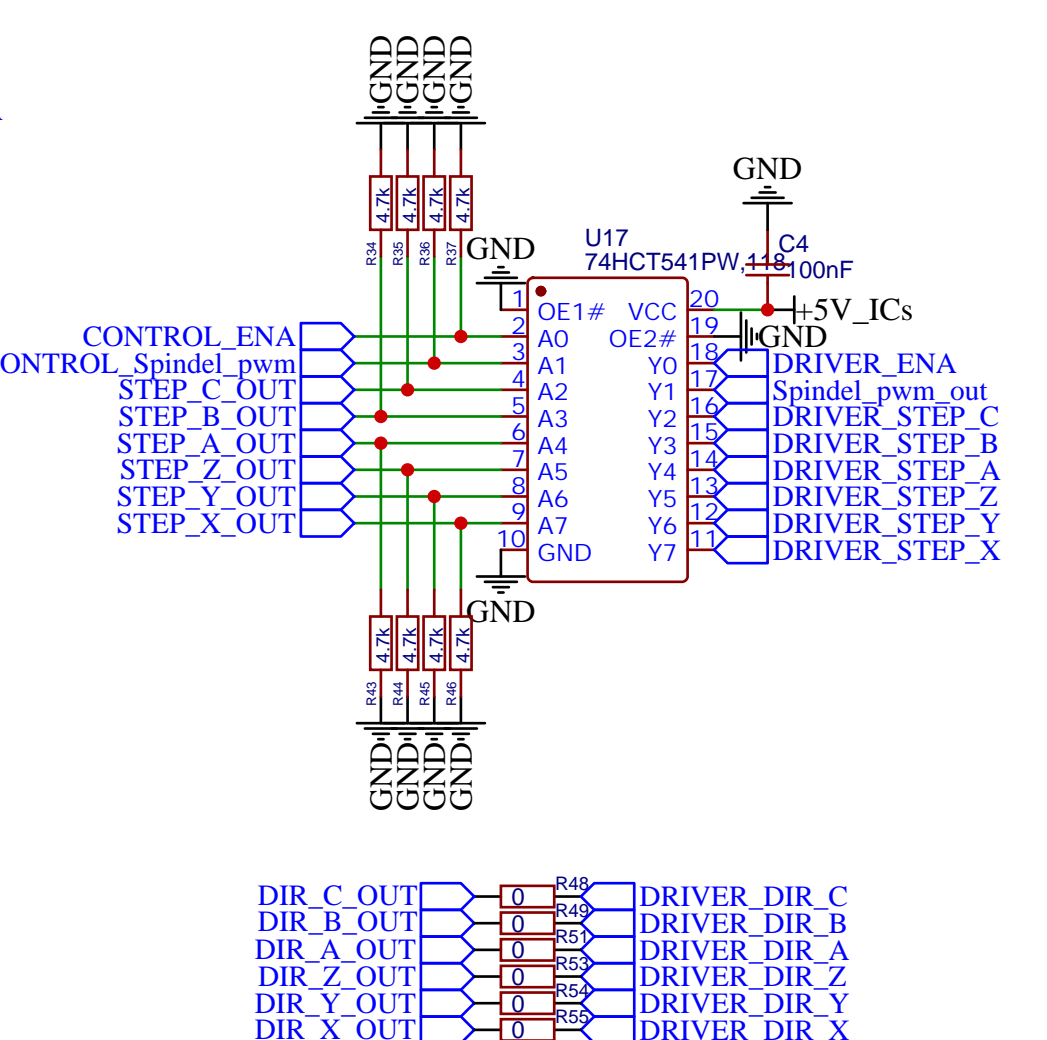 GND GND GND GND
4.7k 4.7k 4.7k 4.7k
R34 R35 R36 R37
GND
GND
C4
100nF
U17
74HCT541PW,118
+5V_ICs
GND
1 OE1# VCC 20
2 A0 OE2# 19
3 A1 Y0 18
4 A2 Y1 17
5 A3 Y2 16
6 A4 Y3 15
7 A5 Y4 14
8 A6 Y5 13
9 A7 Y6 12
10 GND Y7 11
CONTROL_ENA
ONTROL_Spindel_pwm
STEP_C_OUT
STEP_B_OUT
STEP_A_OUT
STEP_Z_OUT
STEP_Y_OUT
STEP_X_OUT
DRIVER_ENA
Spindel_pwm_out
DRIVER_STEP_C
DRIVER_STEP_B
DRIVER_STEP_A
DRIVER_STEP_Z
DRIVER_STEP_Y
DRIVER_STEP_X
GND
4.7k 4.7k 4.7k 4.7k
R43 R44 R45 R46
GND GND GND GND
DIR_C_OUT 0 R48 DRIVER_DIR_C
DIR_B_OUT 0 R49 DRIVER_DIR_B
DIR_A_OUT 0 R51 DRIVER_DIR_A
DIR_Z_OUT 0 R53 DRIVER_DIR_Z
DIR_Y_OUT 0 R54 DRIVER_DIR_Y
DIR_X_OUT 0 R55 DRIVER_DIR_X